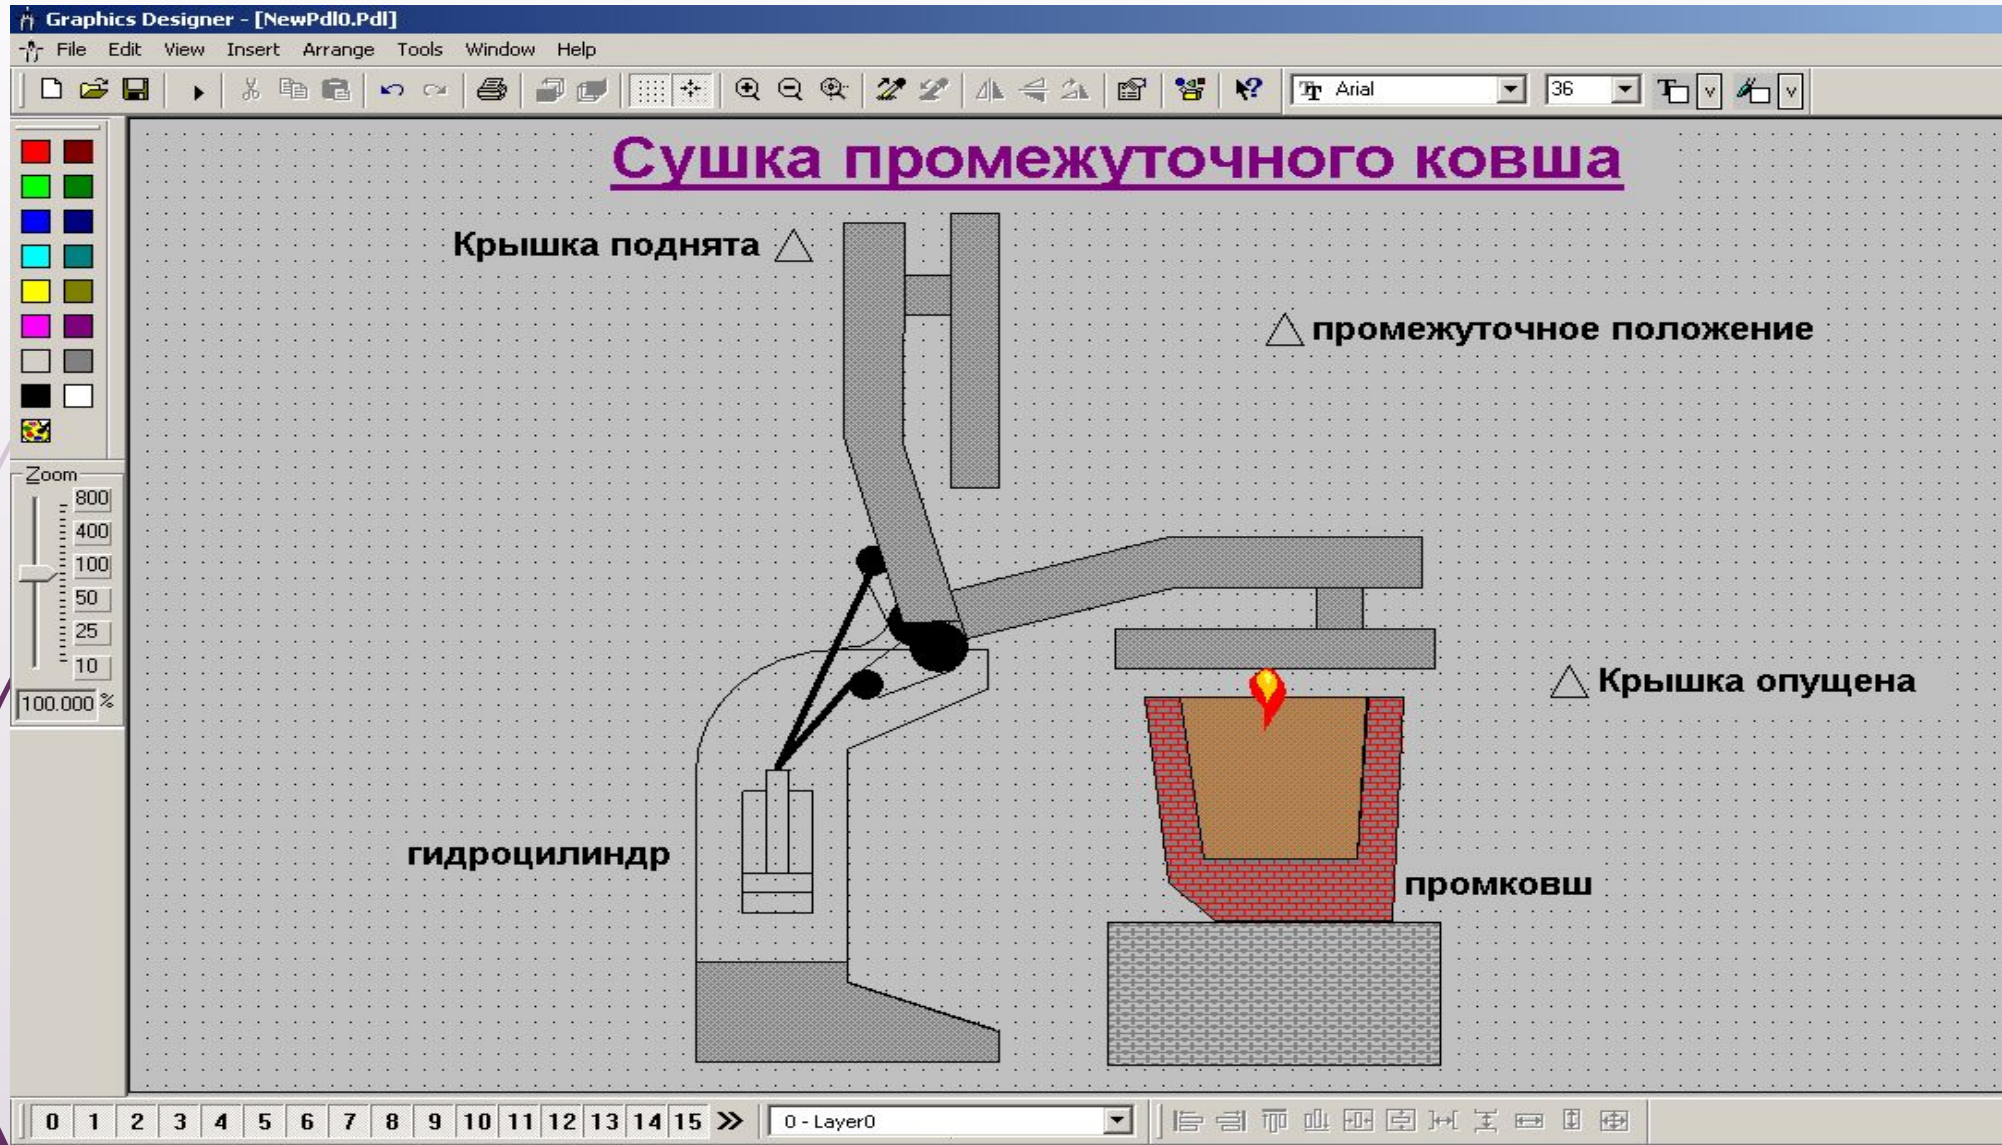 Graphics Designer - [NewPdl0.Pdl]
File Edit View Insert Arrange Tools Window Help
Arial 36
Сушка промежуточного ковша
Крышка поднята
промежуточное положение
Zoom
800
400
100
50
25
10
100.000 %
Крышка опущена
гидроцилиндр
промковш
0 1 2 3 4 5 6 7 8 9 10 11 12 13 14 15 0 - Layer0